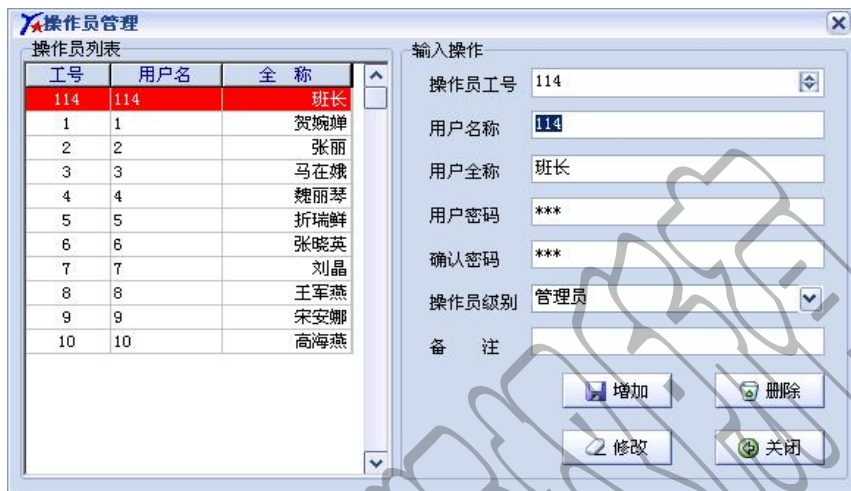 操作员管理
操作员列表
工号 用户名 全 称
114 114 班长
1 1 贺婉婵
2 2 张丽
3 3 马在娥
4 4 魏丽琴
5 5 折瑞鲜
6 6 张晓英
7 7 刘晶
8 8 王军燕
9 9 宋安娜
10 10 高海燕
输入操作
操作员工号 114
用户名称 114
用户全称 班长
用户密码 ***
确认密码 ***
操作员级别 管理员
备 注
增加 删除
修改 关闭